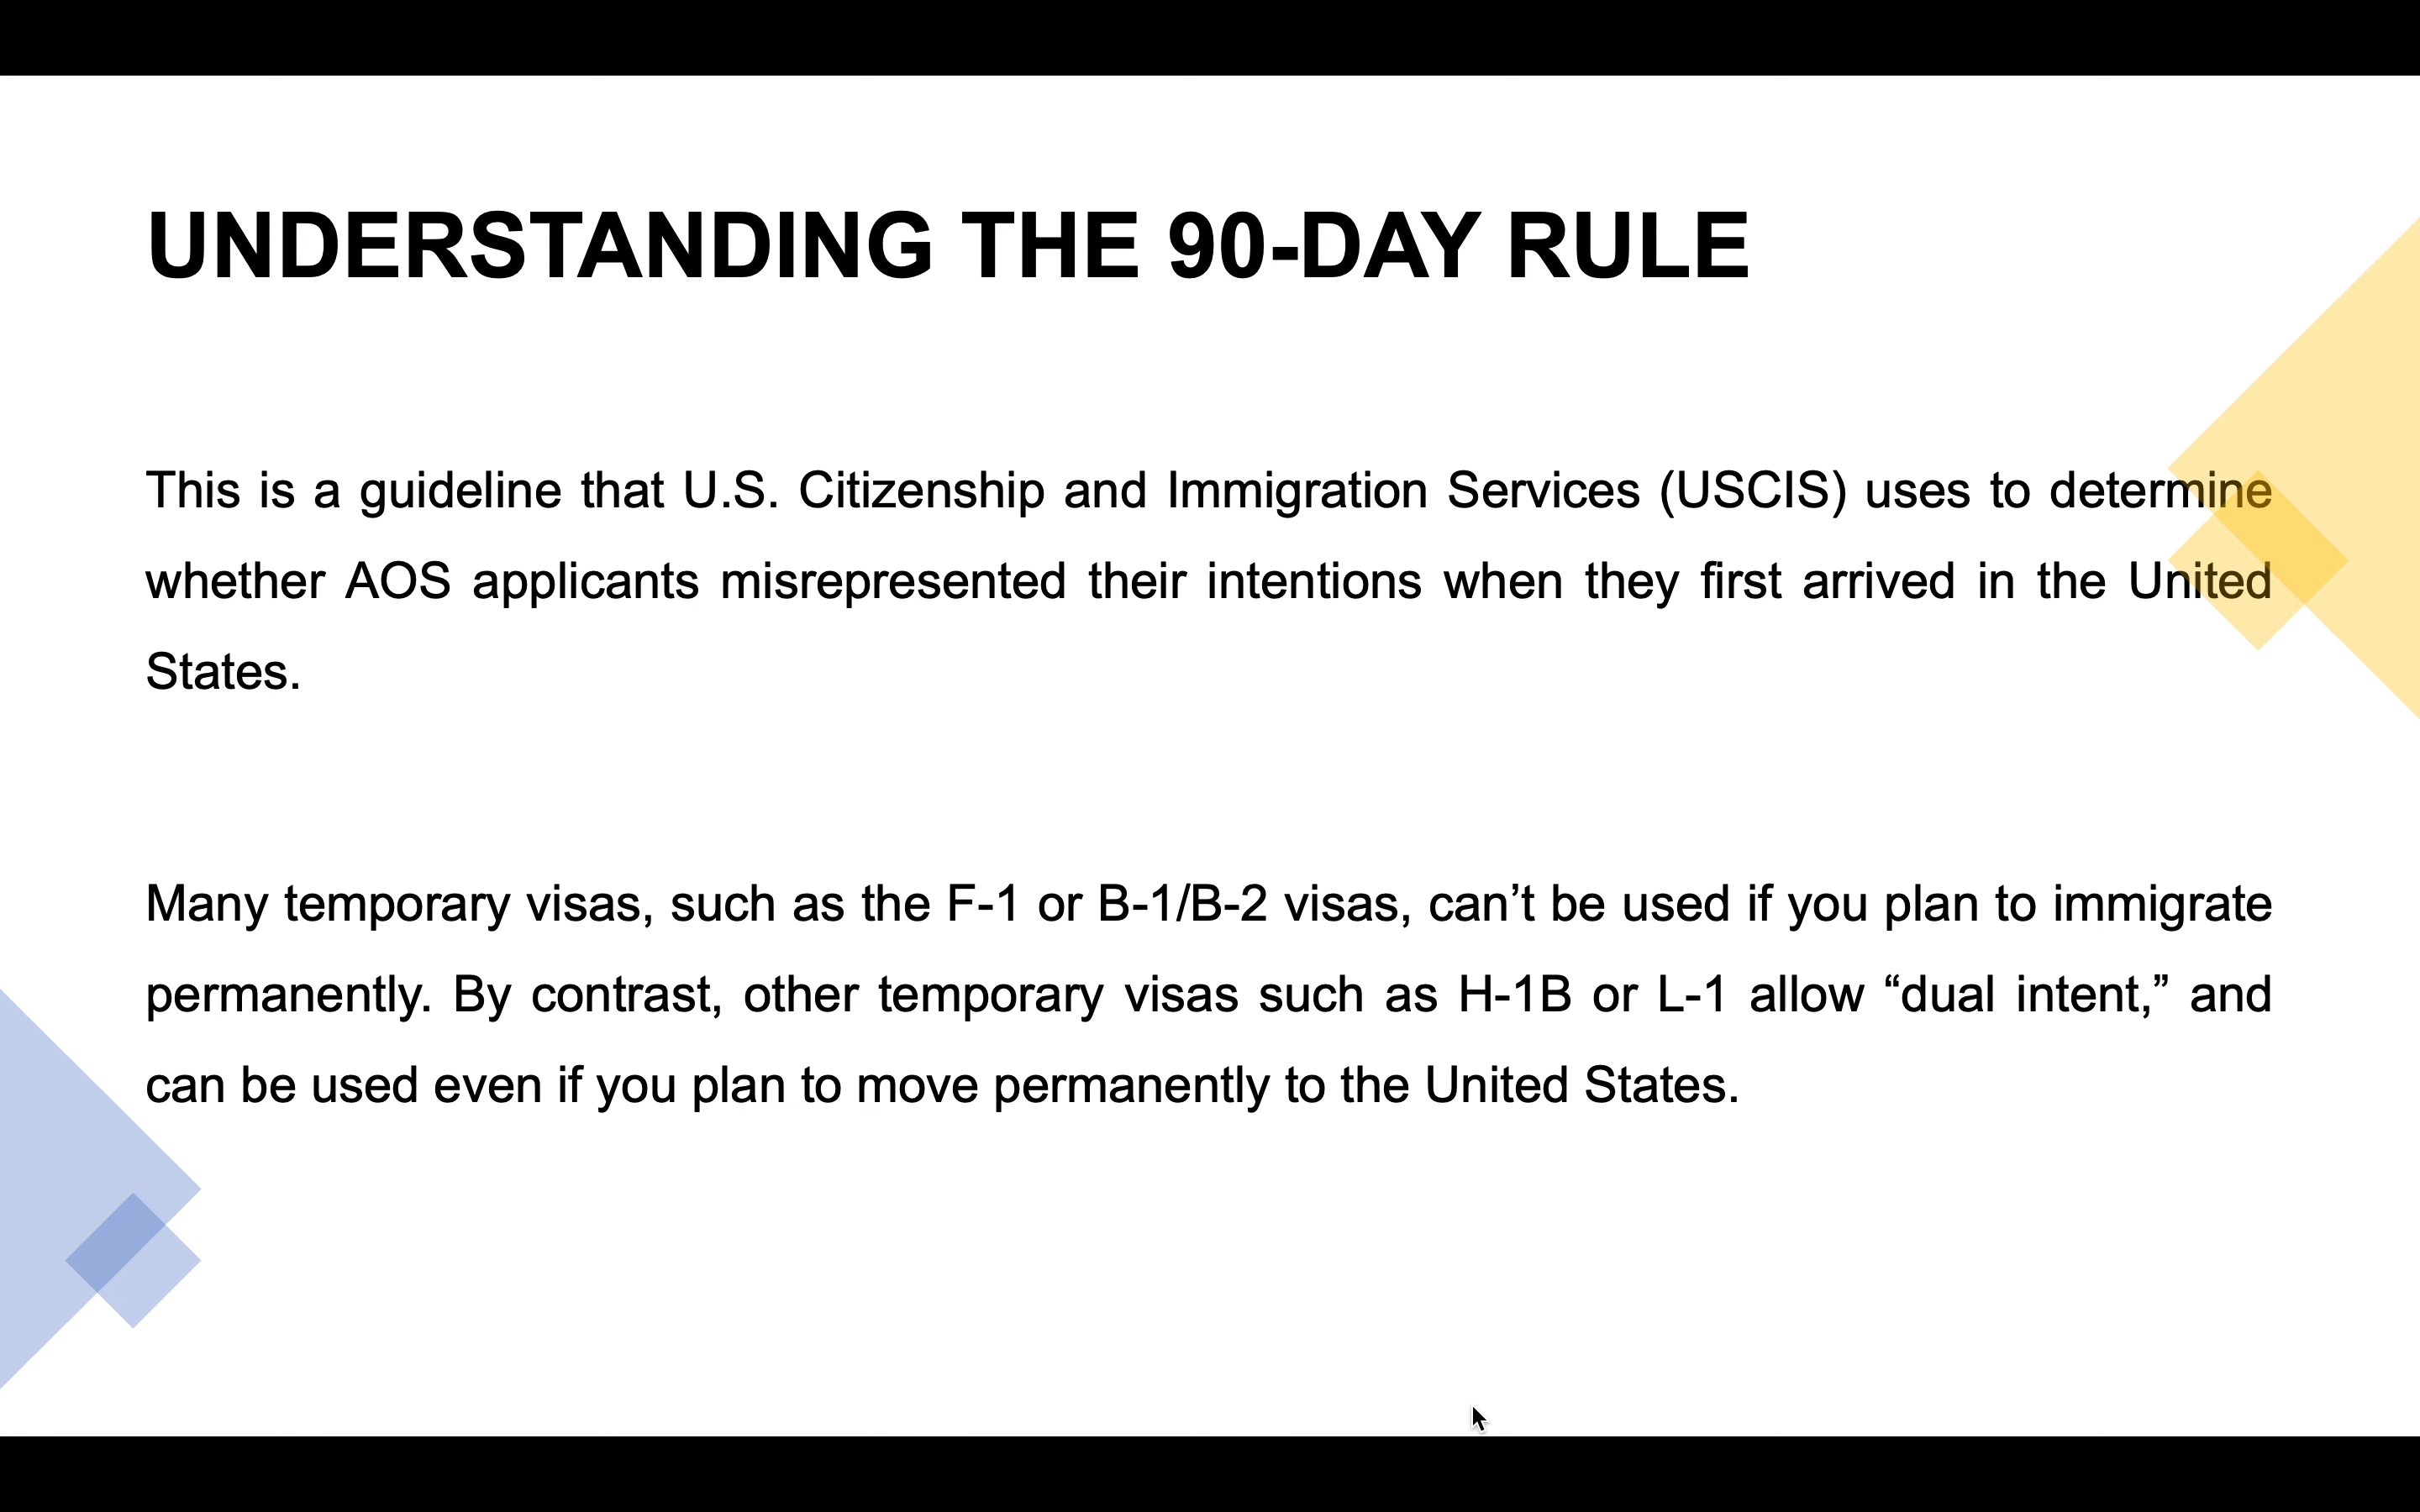 UNDERSTANDING THE 90-DAY RULE
This is a guideline that U.S. Citizenship and Immigration Services (USCIS) uses to determine
whether AOS applicants misrepresented their intentions when they first arrived in the United
States.
Many temporary visas, such as the F-1 or B-1/B-2 visas, can’t be used if you plan to immigrate
permanently. By contrast, other temporary visas such as H-1B or L-1 allow “dual intent,” and
can be used even if you plan to move permanently to the United States.